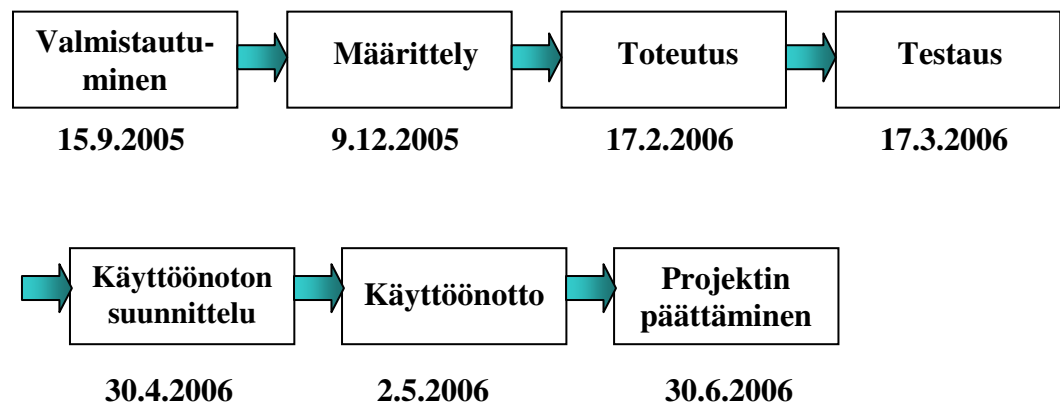 Valmistautu-
minen
Määrittely
Toteutus
Testaus
15.9.2005
9.12.2005
17.2.2006
17.3.2006
Käyttöönoton
suunnittelu
Käyttöönotto
Projektin
päättäminen
30.4.2006
2.5.2006
30.6.2006